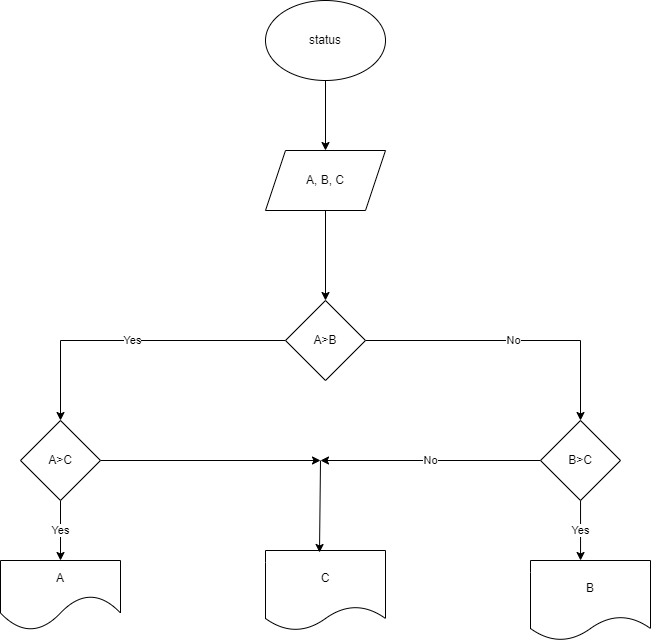 status
A, B, C
A>B
Yes
No
A>C
B>C
No
Yes
Yes
A
C
B